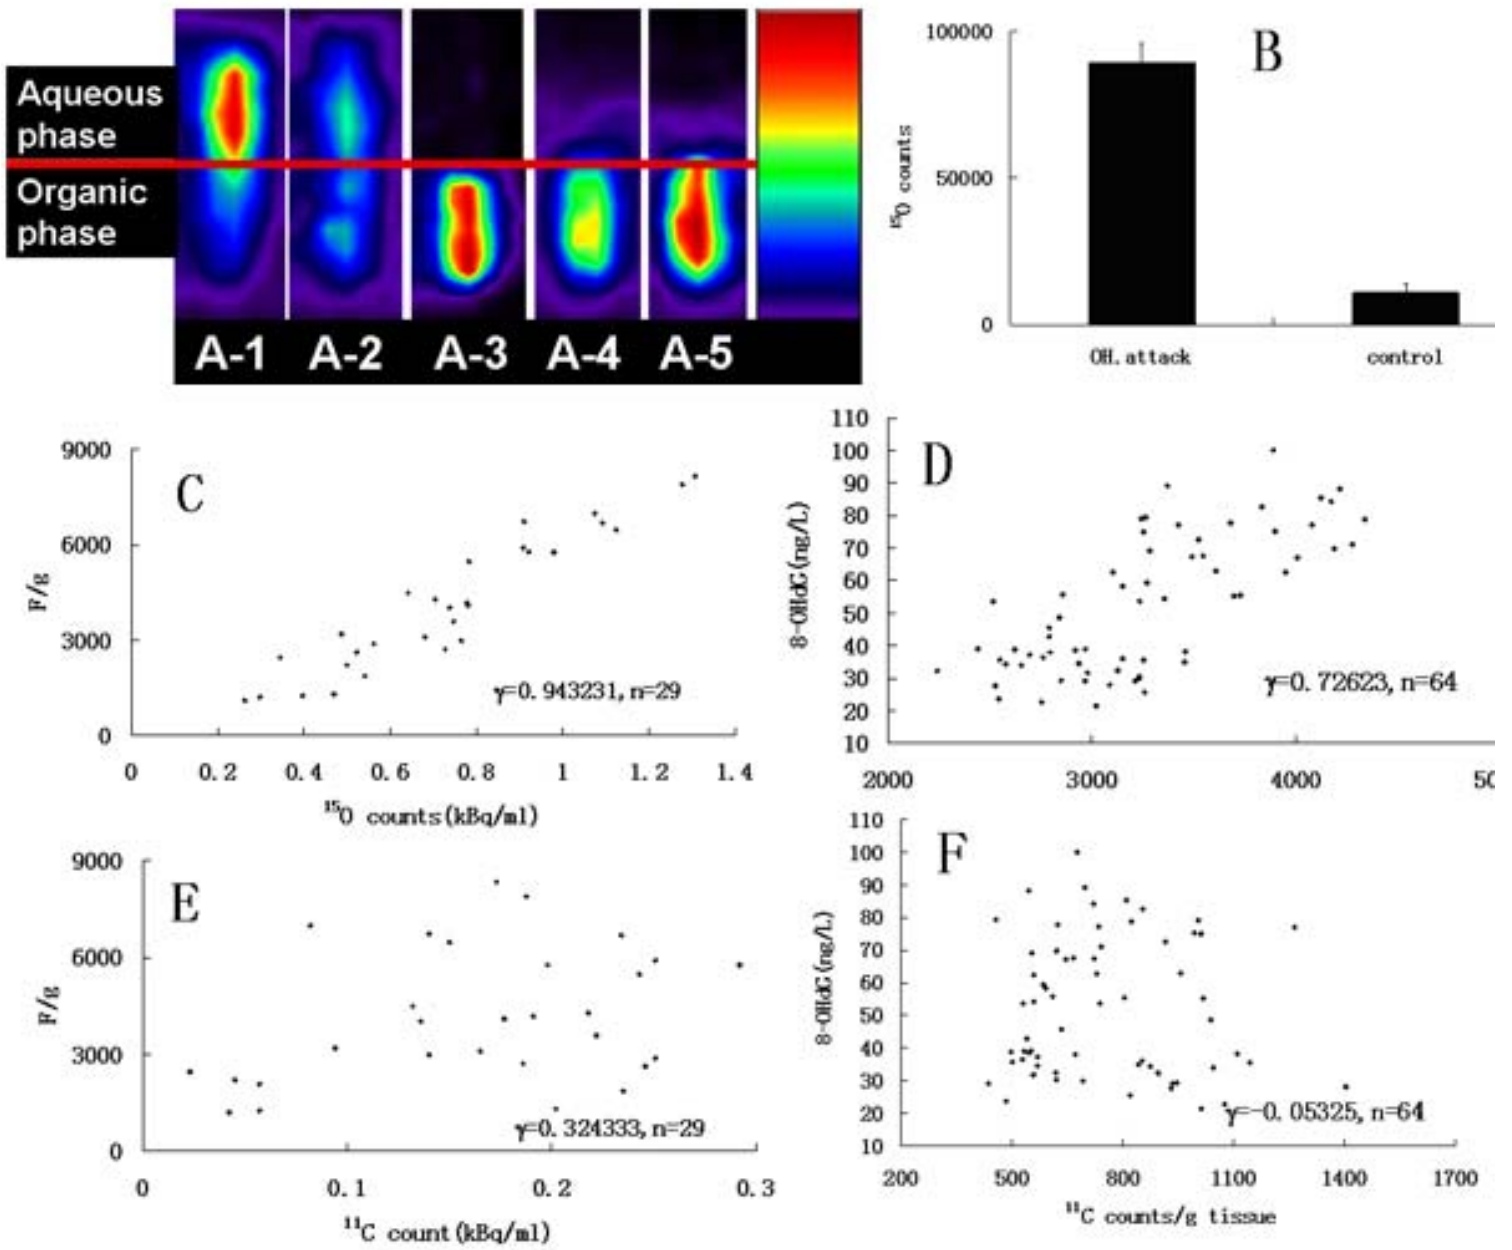 Aqueous
phase
Organic
phase
A-1 A-2 A-3 A-4 A-5
B
100000
50000
0
¹⁵O counts
OH.attack control
C
9000
6000
3000
0
F/g
γ=0.943231, n=29
0 0.2 0.4 0.6 0.8 1 1.2 1.4
¹⁵O counts(kBq/ml)
D
110
100
90
80
70
60
50
40
30
20
10
8-OHdG(ng/L)
γ=0.72623, n=64
2000 3000 4000 50
E
9000
6000
3000
0
F/g
γ=0.324333, n=29
0 0.1 0.2 0.3
¹¹C count(kBq/ml)
F
110
100
90
80
70
60
50
40
30
20
10
8-OHdG(ng/L)
γ=-0.05325, n=64
200 500 800 1100 1400 1700
¹¹C counts/g tissue